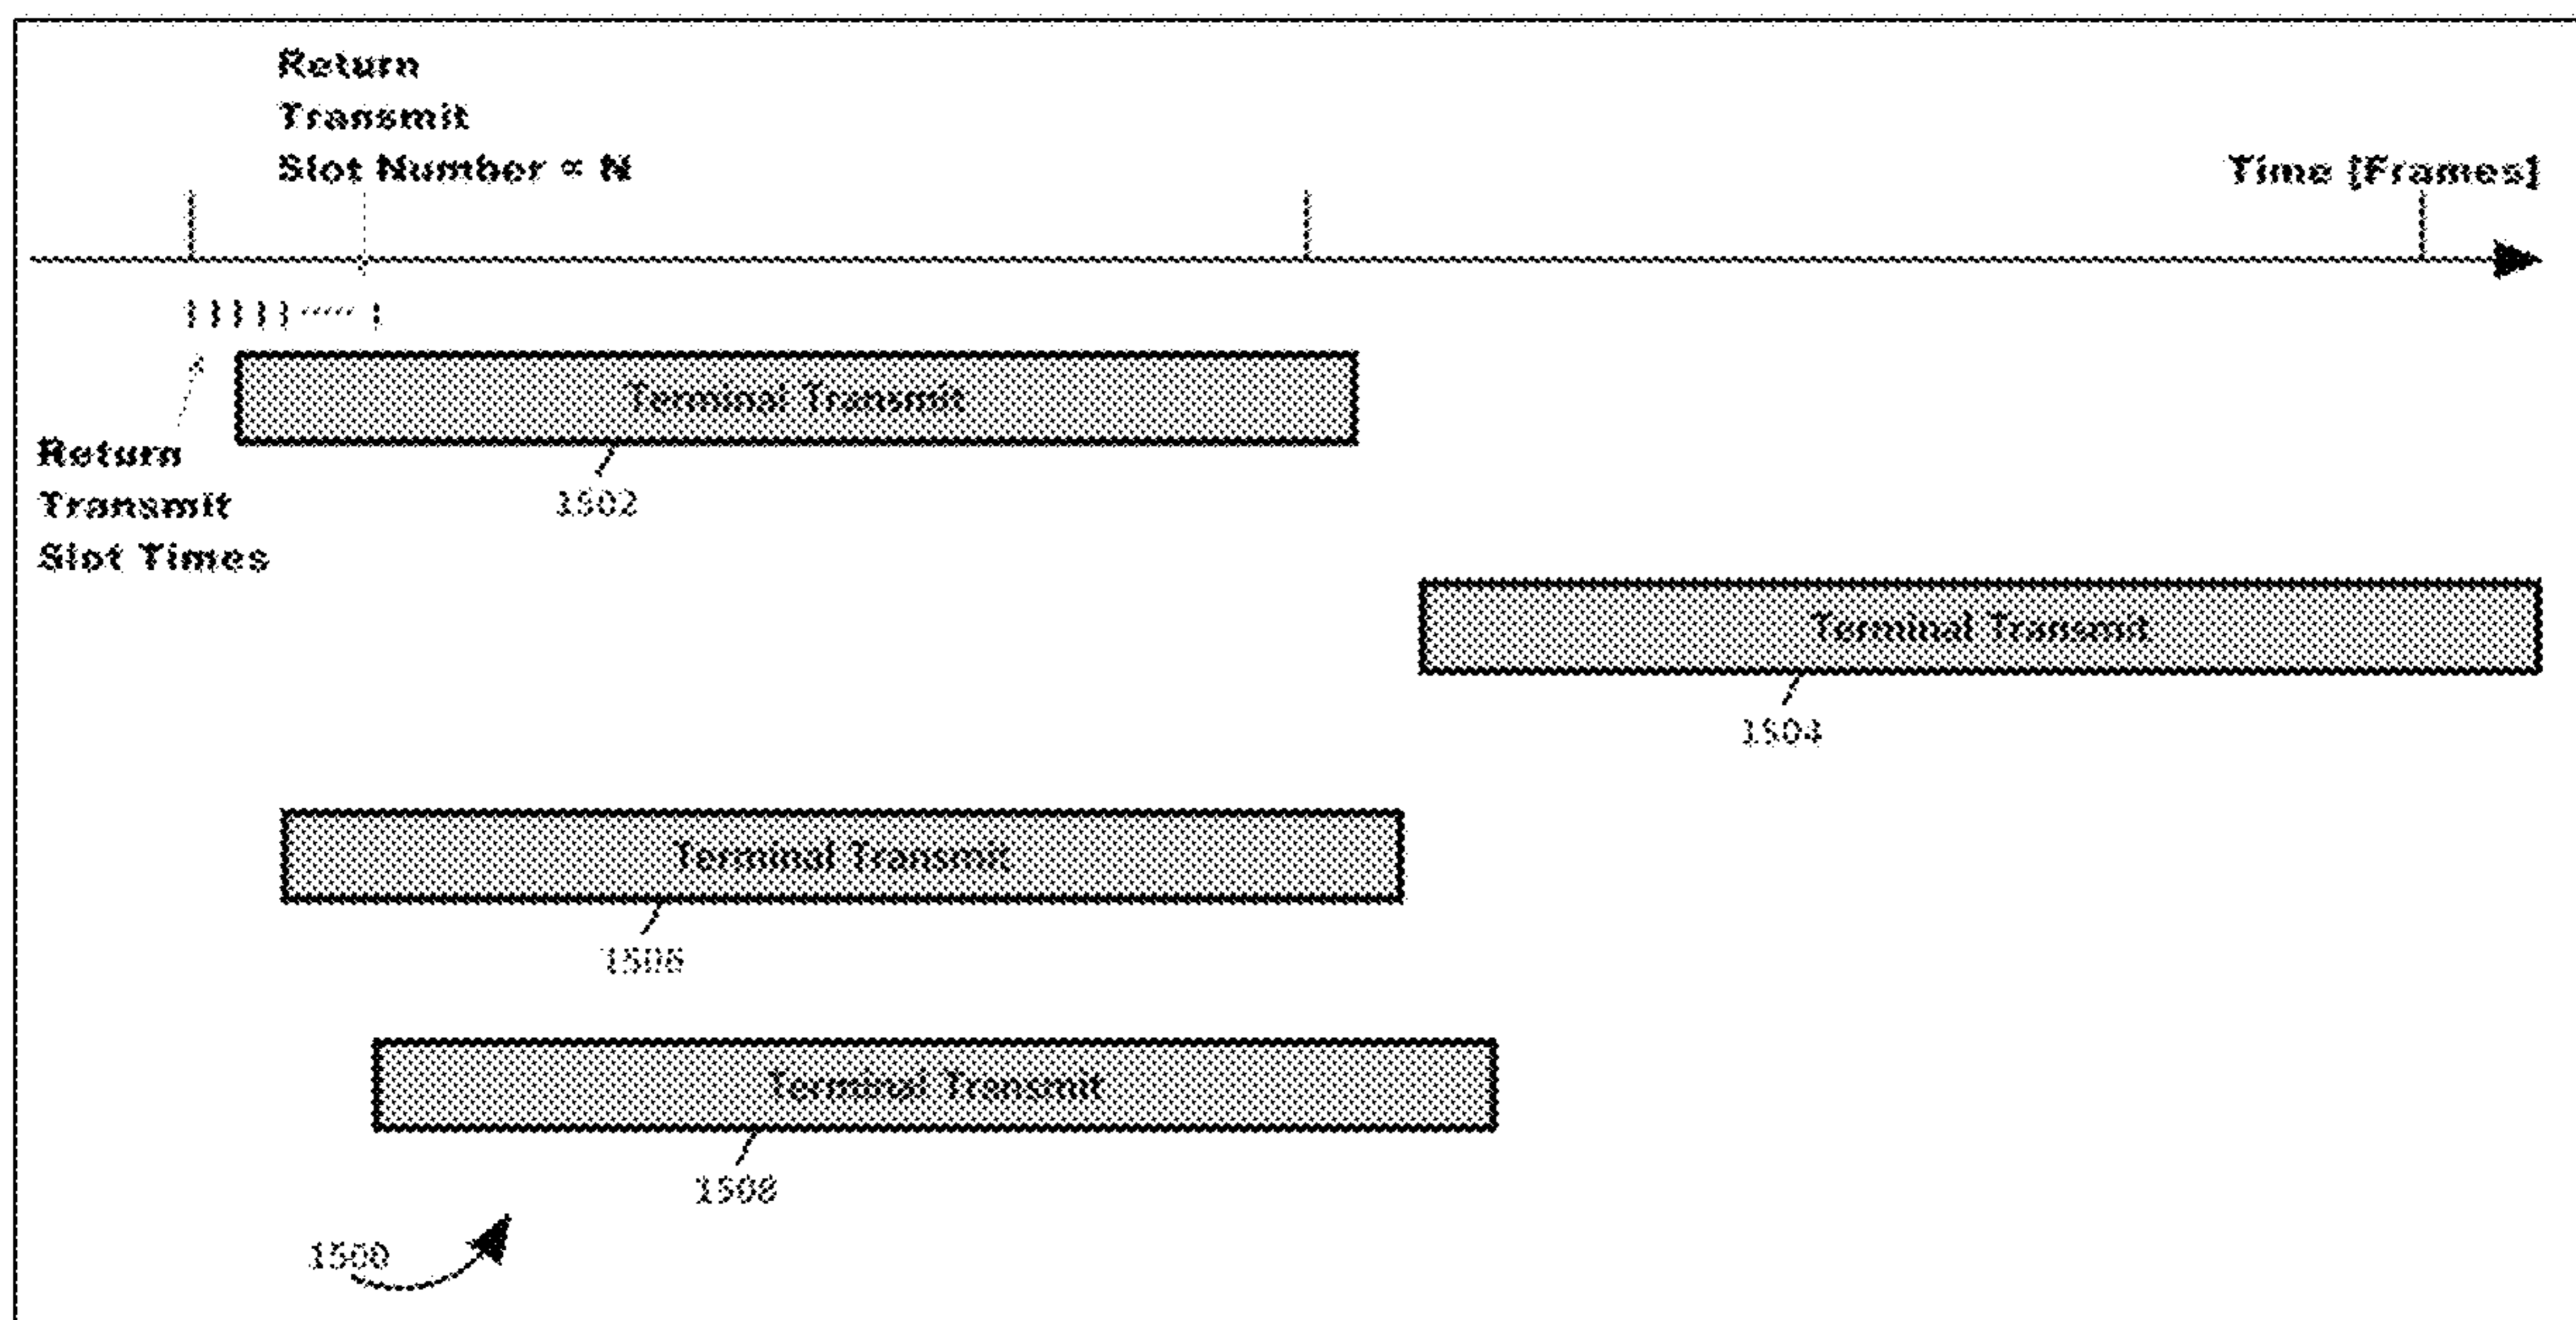 Return
Transmit
Slot Number = N
Time [Frames]
Terminal Transmit
1502
Return
Transmit
Slot Times
Terminal Transmit
1504
Terminal Transmit
1506
Terminal Transmit
1508
1500